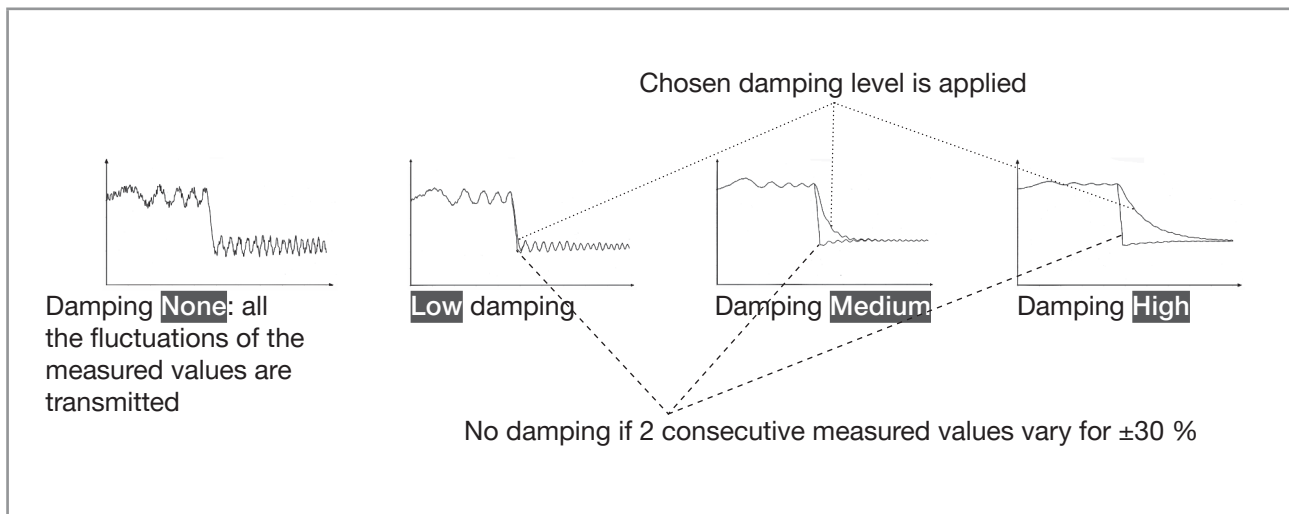 Chosen damping level is applied
Damping None: all
the fluctuations of the
measured values are
transmitted
Low damping
Damping Medium
Damping High
No damping if 2 consecutive measured values vary for ±30 %